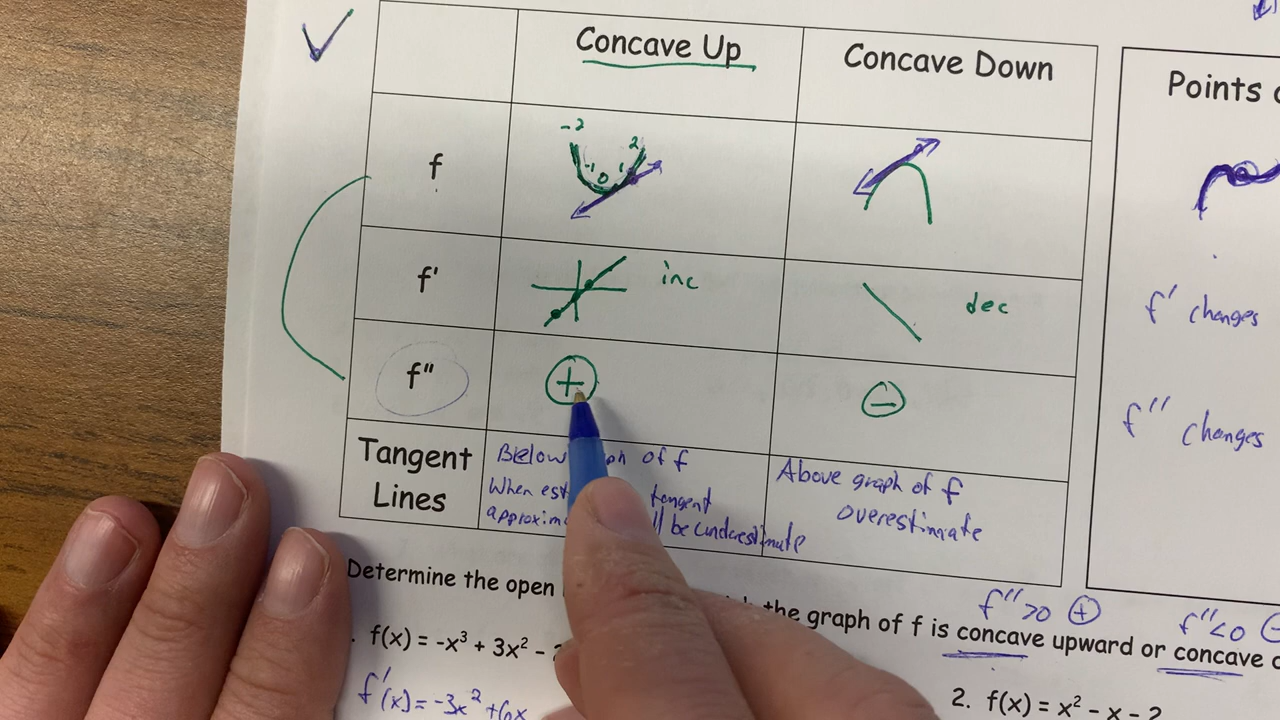 Concave Up
Concave Down
Points
f
-2
-1
0
1
2
f'
inc
dec
f' changes
f"
+
−
f" changes
Tangent Lines
Below of f
When tangent
be underestimate
Above graph of f
overestimate
Determine the open the graph of f is concave upward or concave
f">0 +
f"<0 −
f(x) = -x³ + 3x² -
f'(x) = -3x² + 6x
2. f(x) = x² - x - 2